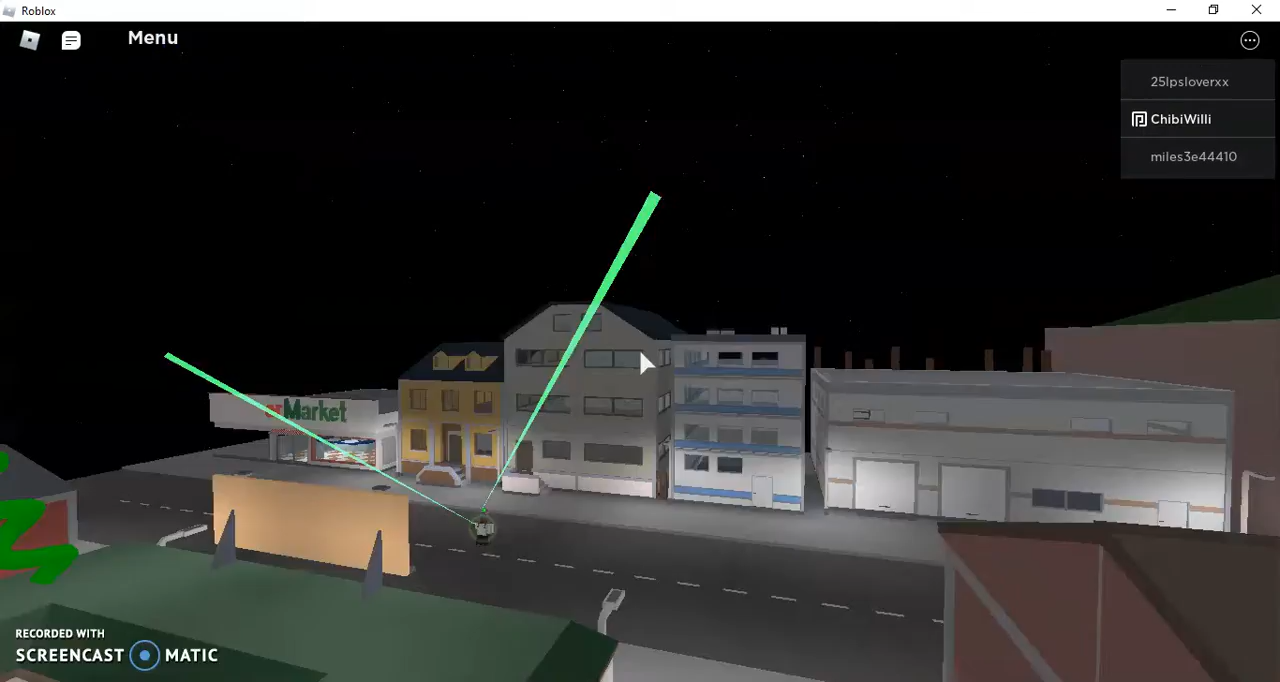 Roblox
Menu
25lpsloverxx
ChibiWilli
miles3e44410
Market
RECORDED WITH
SCREENCAST MATIC